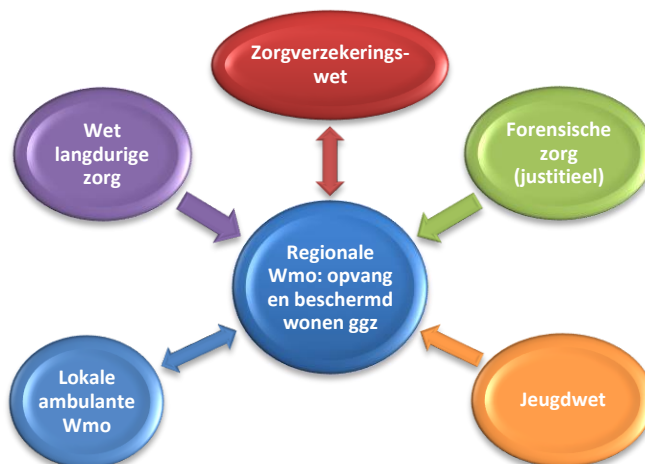 Zorgverzekerings-
wet
Wet
langdurige
zorg
Forensische
zorg
(justitieel)
Regionale
Wmo: opvang
en beschermd
wonen ggz
Lokale
ambulante
Wmo
Jeugdwet